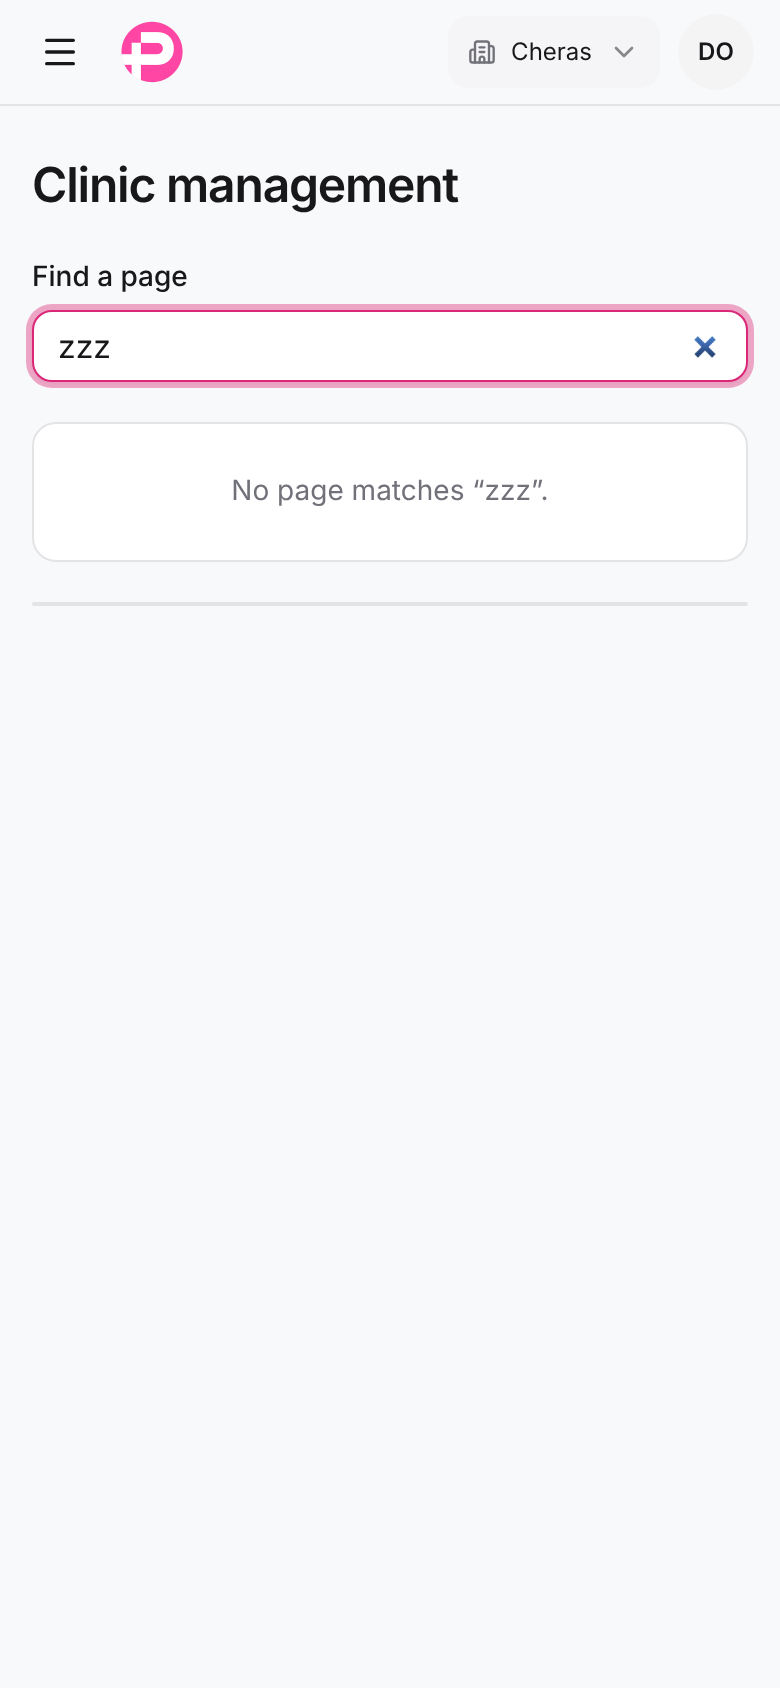 Cheras
DO
Clinic management
Find a page
zzz
No page matches “zzz”.